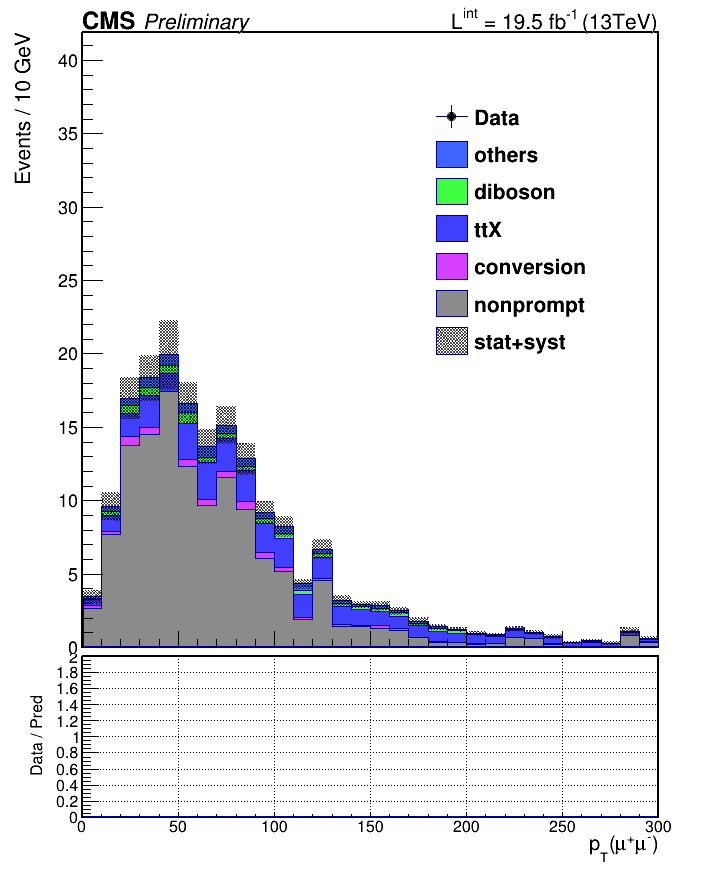 CMS Preliminary L^int = 19.5 fb^-1 (13TeV)
Events / 10 GeV
40
35
30
25
20
15
10
5
0
Data
others
diboson
ttX
conversion
nonprompt
stat+syst
Data / Pred
2
1.8
1.6
1.4
1.2
1
0.8
0.6
0.4
0.2
0
0 50 100 150 200 250 300
p_T(μ⁺μ⁻)